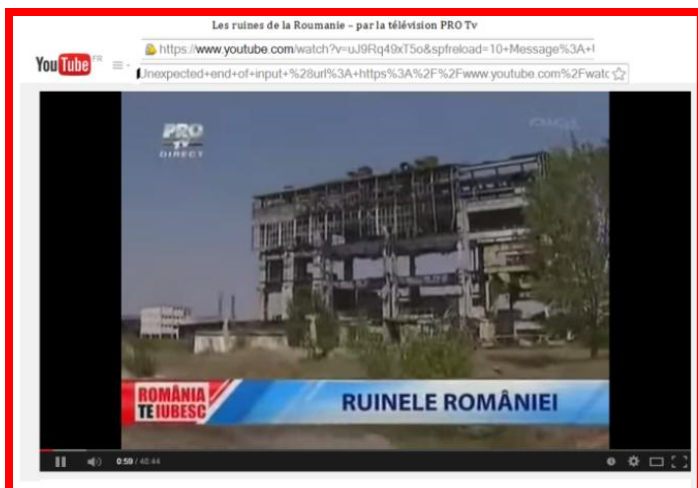 Les ruines de la Roumanie – par la télévision PRO Tv
https://www.youtube.com/watch?v=uJ9Rq49xT5o&spfreload=10+Message%3A+
You Tube FR
Unexpected+end+of+input+%28url%3A+https%3A%2F%2Fwww.youtube.com%2Fwatc
PRO
TV
DIRECT
ROMÂNIA
TE IUBESC
RUINELE ROMÂNIEI
0:59 / 48:44